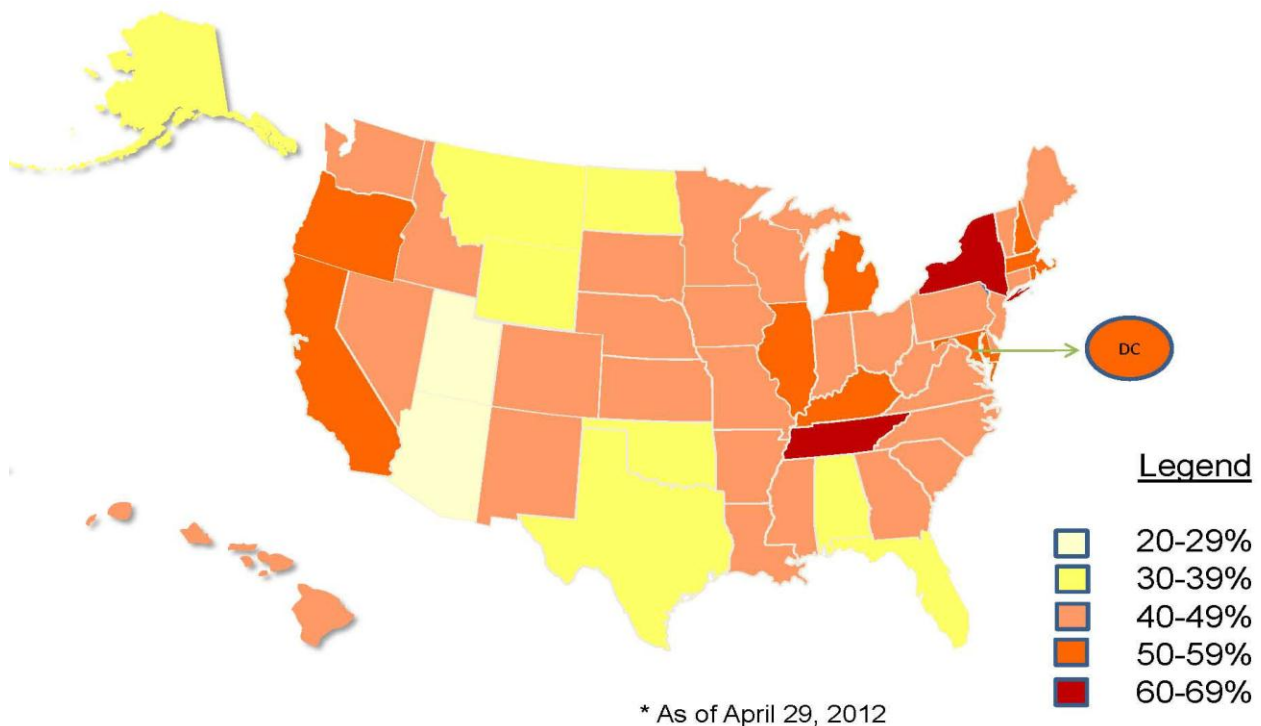 DC
Legend
20-29%
30-39%
40-49%
50-59%
60-69%
* As of April 29, 2012